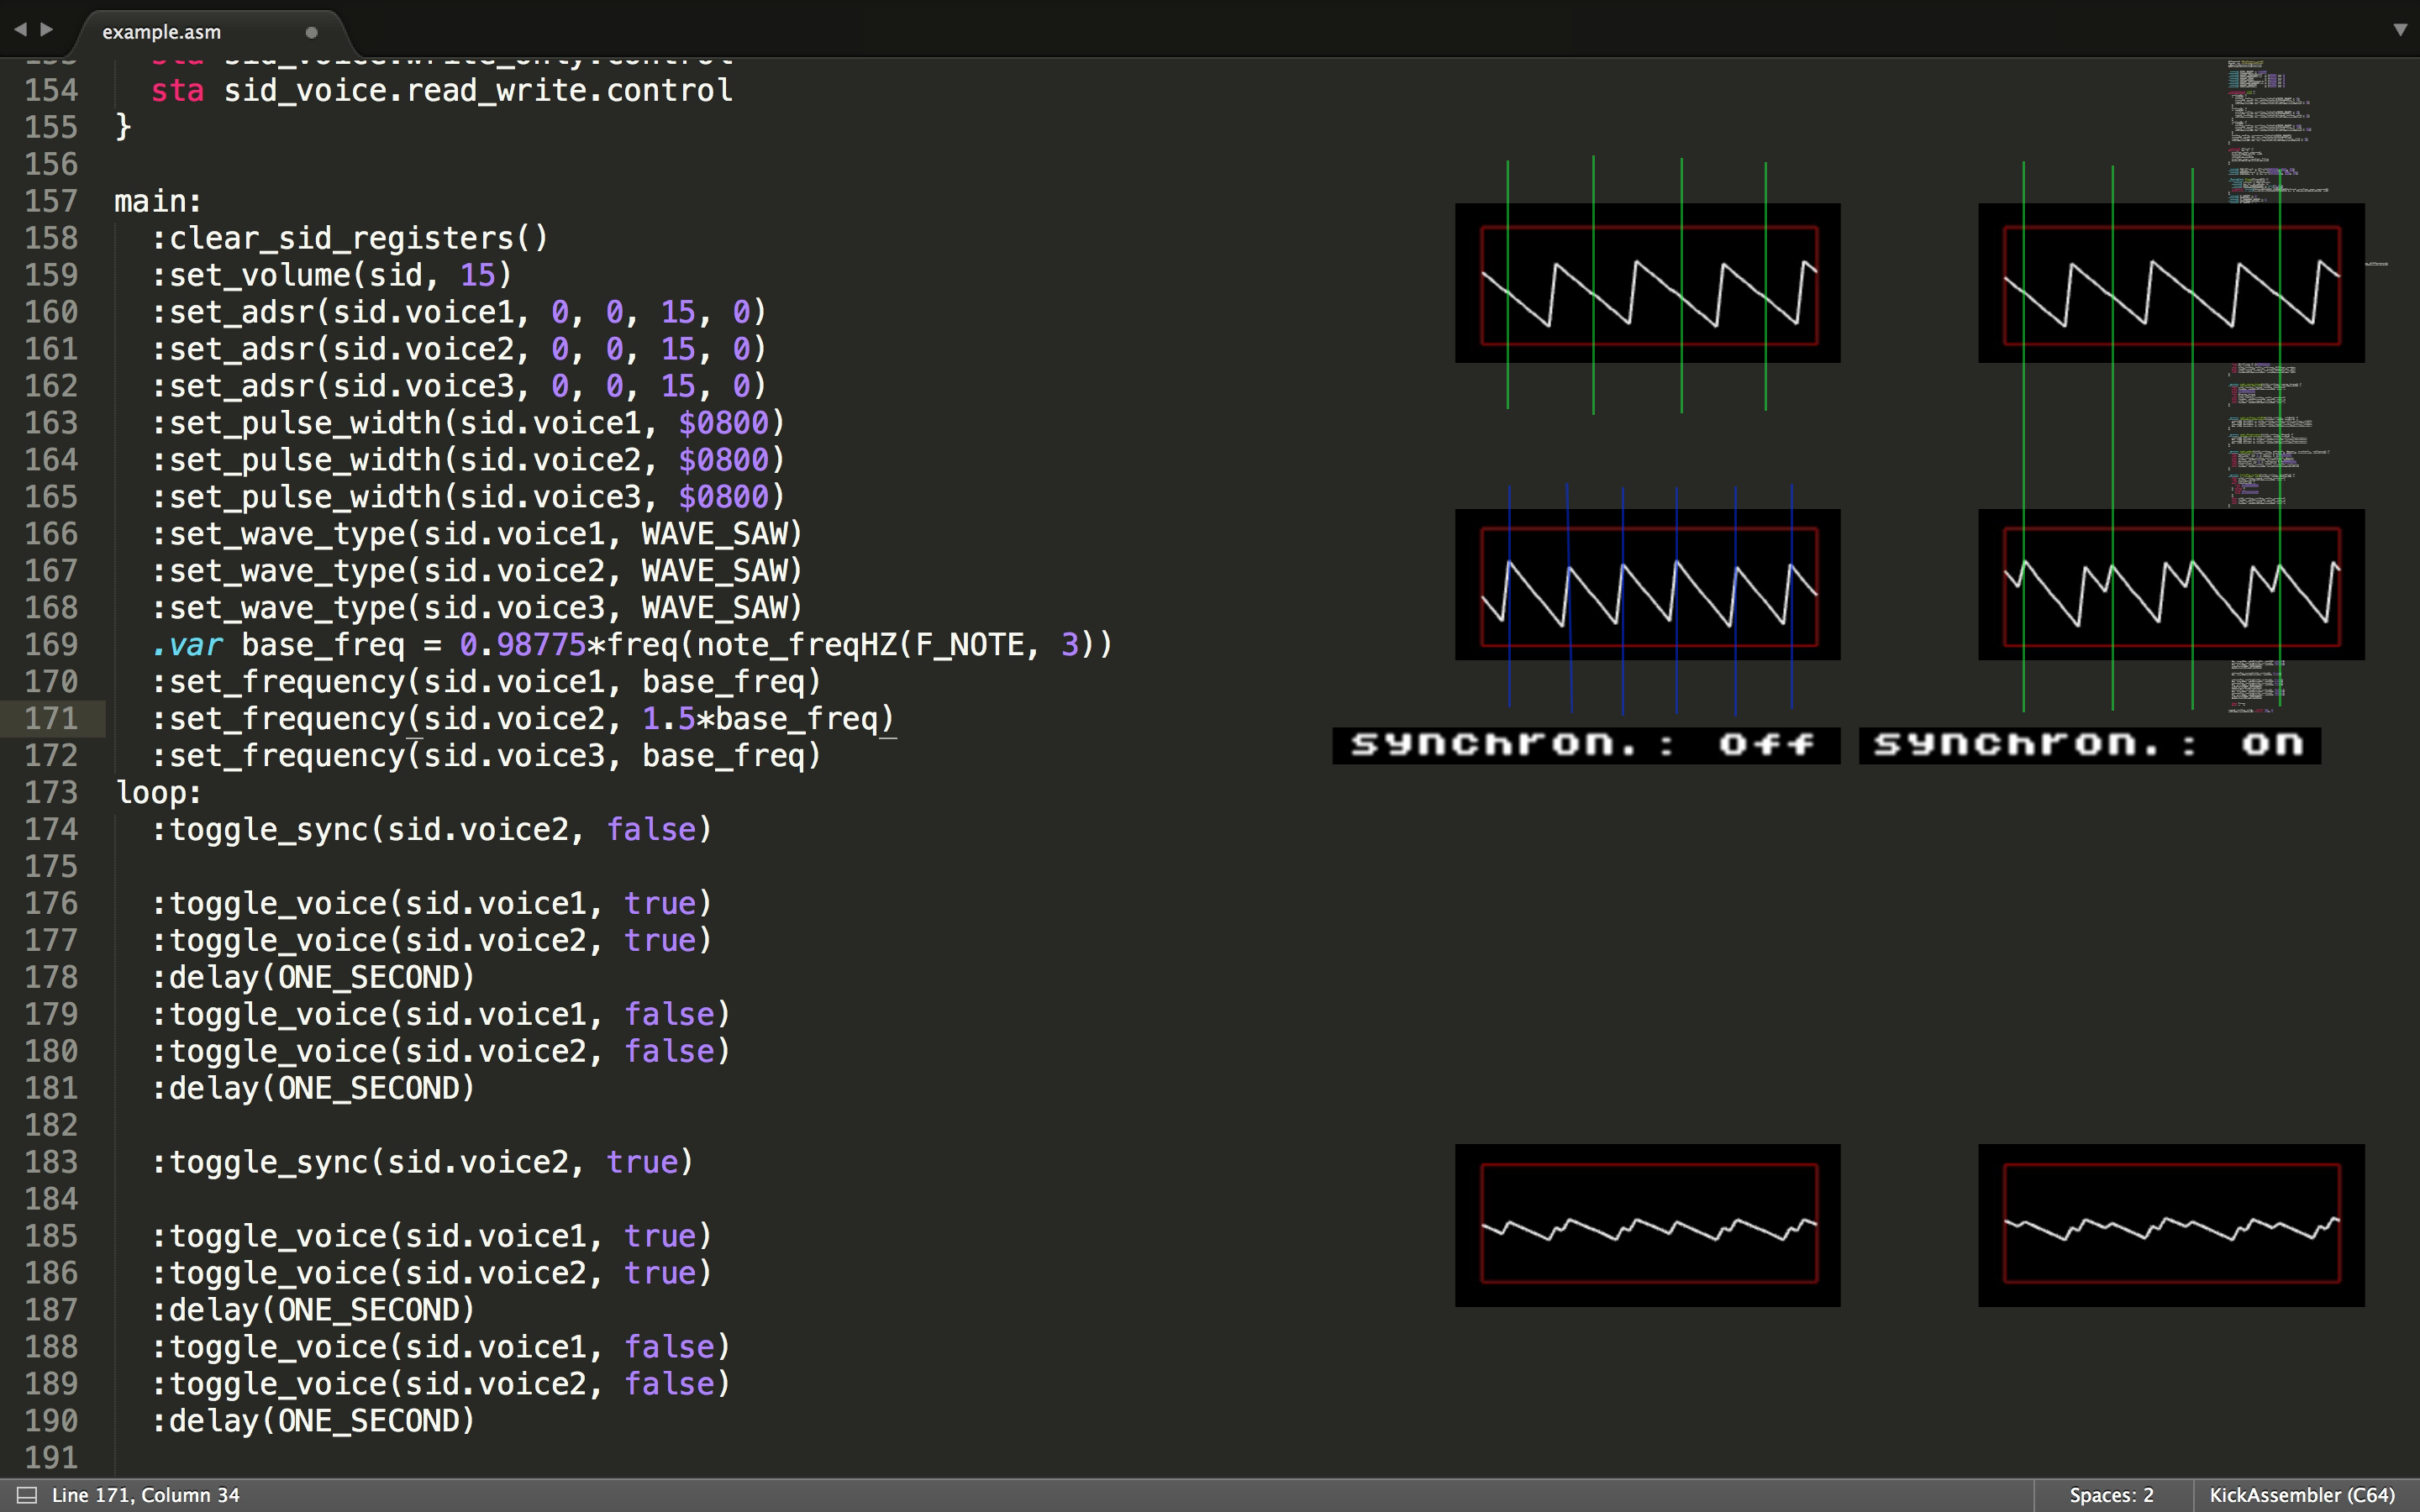 example.asm
154 sta sid_voice.read_write.control
155 }
156
157 main:
158 :clear_sid_registers()
159 :set_volume(sid, 15)
160 :set_adsr(sid.voice1, 0, 0, 15, 0)
161 :set_adsr(sid.voice2, 0, 0, 15, 0)
162 :set_adsr(sid.voice3, 0, 0, 15, 0)
163 :set_pulse_width(sid.voice1, $0800)
164 :set_pulse_width(sid.voice2, $0800)
165 :set_pulse_width(sid.voice3, $0800)
166 :set_wave_type(sid.voice1, WAVE_SAW)
167 :set_wave_type(sid.voice2, WAVE_SAW)
168 :set_wave_type(sid.voice3, WAVE_SAW)
169 .var base_freq = 0.98775*freq(note_freqHZ(F_NOTE, 3))
170 :set_frequency(sid.voice1, base_freq)
171 :set_frequency(sid.voice2, 1.5*base_freq)
172 :set_frequency(sid.voice3, base_freq)
synchron.: off
synchron.: on
173 loop:
174 :toggle_sync(sid.voice2, false)
175
176 :toggle_voice(sid.voice1, true)
177 :toggle_voice(sid.voice2, true)
178 :delay(ONE_SECOND)
179 :toggle_voice(sid.voice1, false)
180 :toggle_voice(sid.voice2, false)
181 :delay(ONE_SECOND)
182
183 :toggle_sync(sid.voice2, true)
184
185 :toggle_voice(sid.voice1, true)
186 :toggle_voice(sid.voice2, true)
187 :delay(ONE_SECOND)
188 :toggle_voice(sid.voice1, false)
189 :toggle_voice(sid.voice2, false)
190 :delay(ONE_SECOND)
191
Line 171, Column 34
Spaces: 2
KickAssembler (C64)